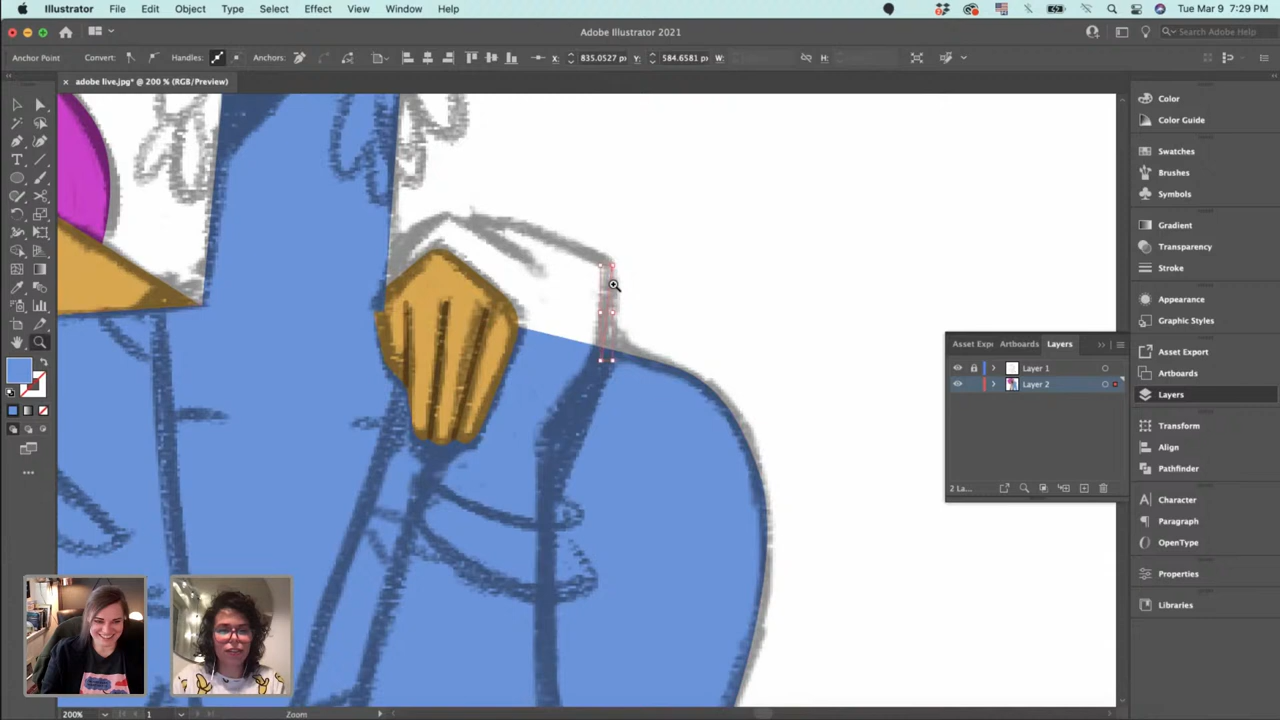 Illustrator File Edit Object Type Select Effect View Window Help Tue Mar 9 7:29 PM
Adobe Illustrator 2021 Search Adobe Help
Anchor Point Convert: Handles: Anchors: X: 835.0527 px Y: 584.6581 px W: H:
× adobe live.jpg* @ 200 % (RGB/Preview)
Color
Color Guide
Swatches
Brushes
Symbols
Gradient
Transparency
Stroke
Appearance
Graphic Styles
Asset Export
Artboards
Layers
Transform
Align
Pathfinder
Character
Paragraph
OpenType
Properties
Libraries
Asset Exp Artboards Layers
Layer 1
Layer 2
2 La...
200% 1 Zoom